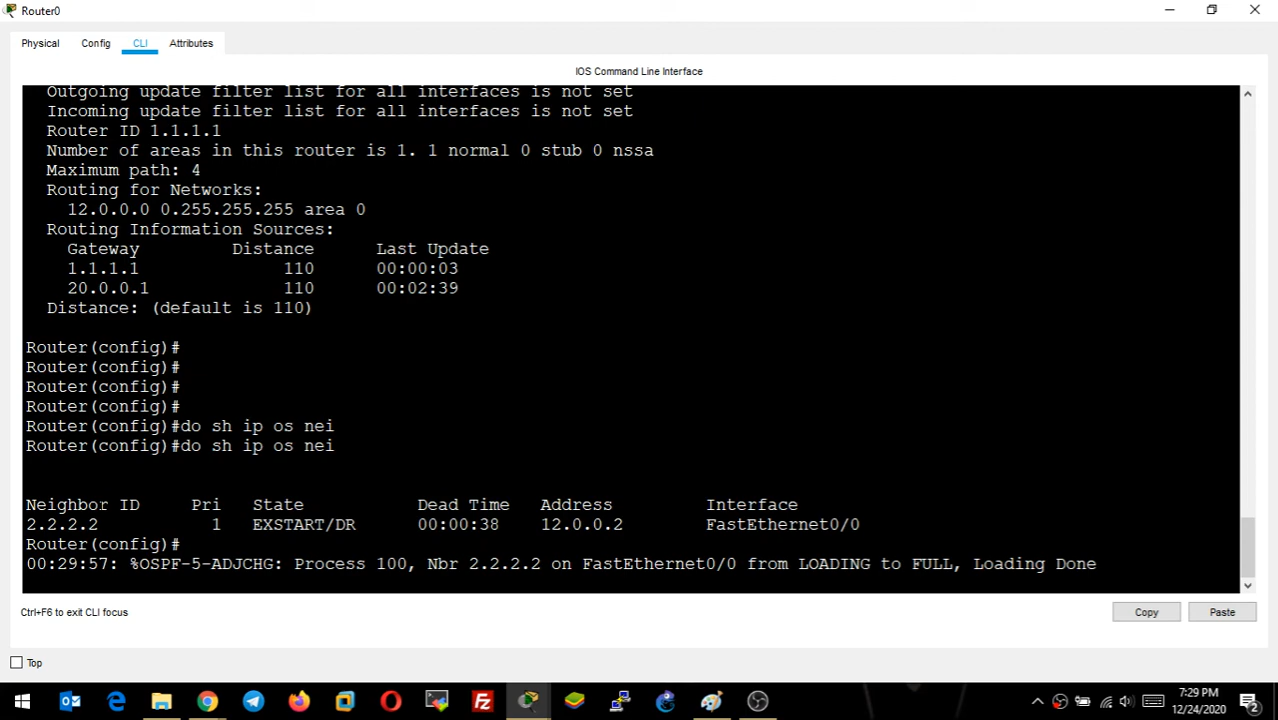 Router0
Physical Config CLI Attributes
IOS Command Line Interface
Outgoing update filter list for all interfaces is not set
Incoming update filter list for all interfaces is not set
Router ID 1.1.1.1
Number of areas in this router is 1. 1 normal 0 stub 0 nssa
Maximum path: 4
Routing for Networks:
12.0.0.0 0.255.255.255 area 0
Routing Information Sources:
Gateway Distance Last Update
1.1.1.1 110 00:00:03
20.0.0.1 110 00:02:39
Distance: (default is 110)
Router(config)#
Router(config)#
Router(config)#
Router(config)#
Router(config)#do sh ip os nei
Router(config)#do sh ip os nei
Neighbor ID Pri State Dead Time Address Interface
2.2.2.2 1 EXSTART/DR 00:00:38 12.0.0.2 FastEthernet0/0
Router(config)#
00:29:57: %OSPF-5-ADJCHG: Process 100, Nbr 2.2.2.2 on FastEthernet0/0 from LOADING to FULL, Loading Done
Ctrl+F6 to exit CLI focus
Copy Paste
Top
7:29 PM
12/24/2020
2